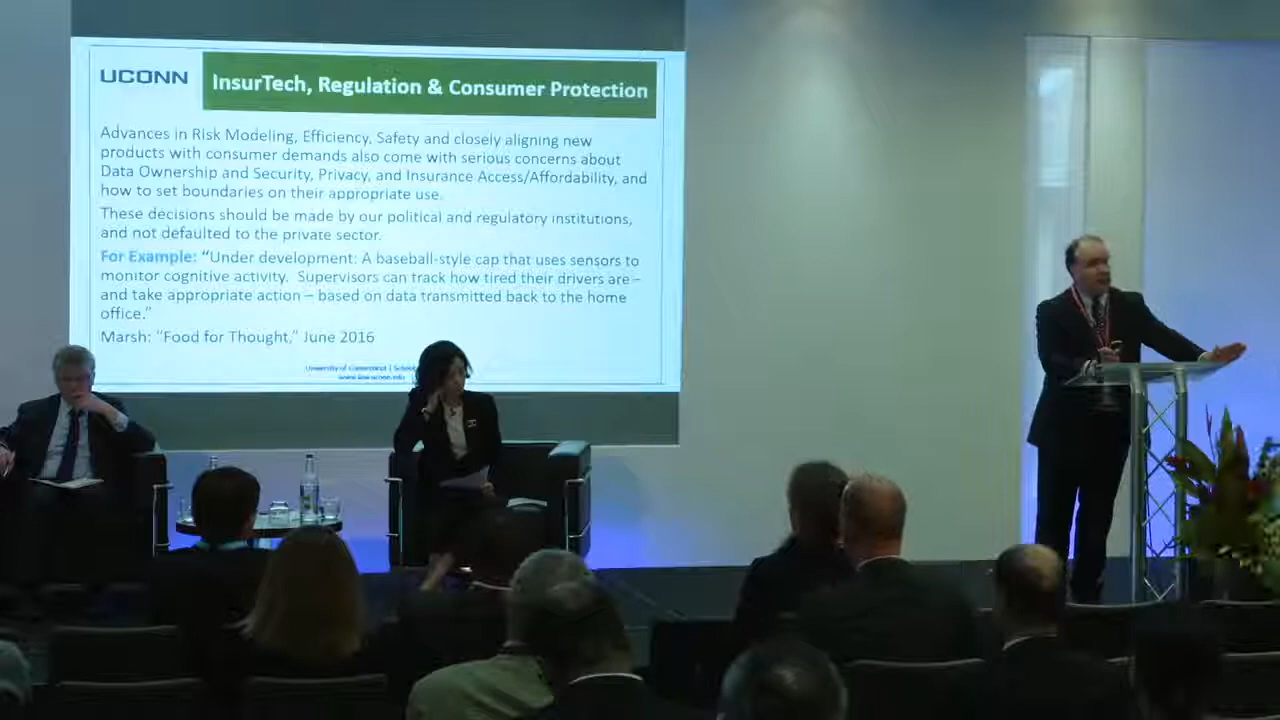 UCONN
InsurTech, Regulation & Consumer Protection
Advances in Risk Modeling, Efficiency, Safety and closely aligning new
products with consumer demands also come with serious concerns about
Data Ownership and Security, Privacy, and Insurance Access/Affordability, and
how to set boundaries on their appropriate use.
These decisions should be made by our political and regulatory institutions,
and not defaulted to the private sector.
For Example: “Under development: A baseball-style cap that uses sensors to
monitor cognitive activity. Supervisors can track how tired their drivers are –
and take appropriate action – based on data transmitted back to the home
office.”
Marsh: “Food for Thought,” June 2016
University of Connecticut | School